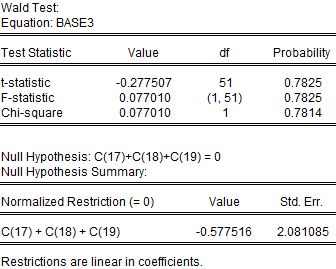 Wald Test:
Equation: BASE3
Test Statistic Value df Probability
t-statistic -0.277507 51 0.7825
F-statistic 0.077010 (1, 51) 0.7825
Chi-square 0.077010 1 0.7814
Null Hypothesis: C(17)+C(18)+C(19) = 0
Null Hypothesis Summary:
Normalized Restriction (= 0) Value Std. Err.
C(17) + C(18) + C(19) -0.577516 2.081085
Restrictions are linear in coefficients.